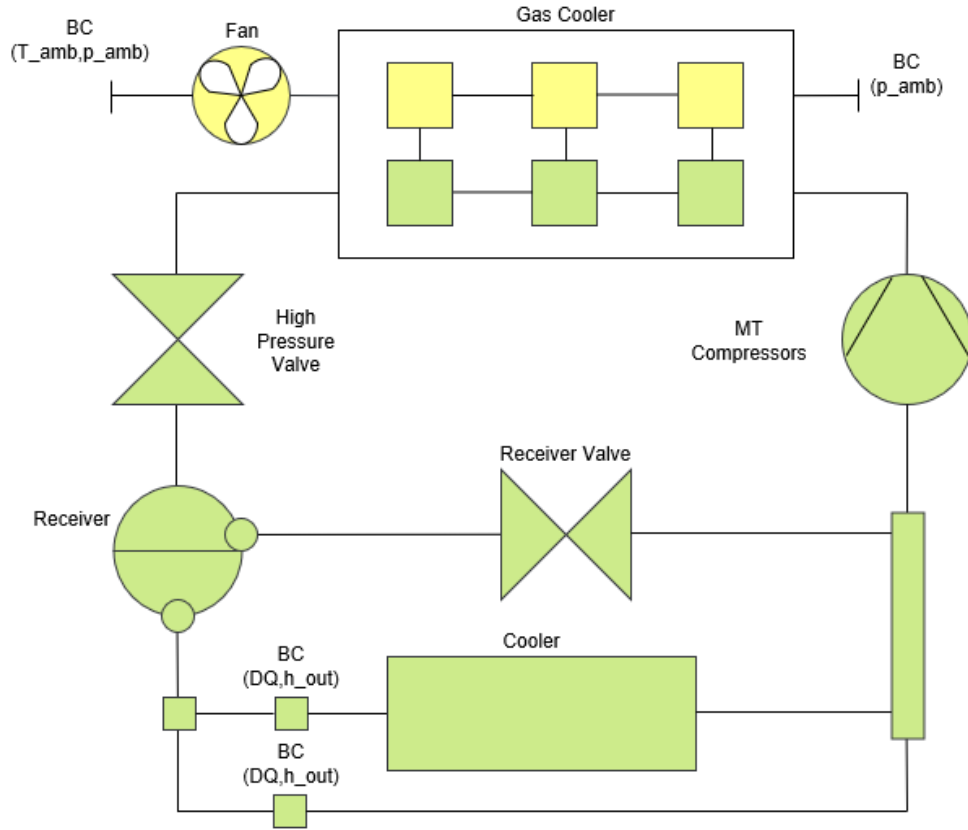 Gas Cooler
BC
(T_amb,p_amb)
Fan
BC
(p_amb)
High
Pressure
Valve
MT
Compressors
Receiver Valve
Receiver
Cooler
BC
(DQ,h_out)
BC
(DQ,h_out)